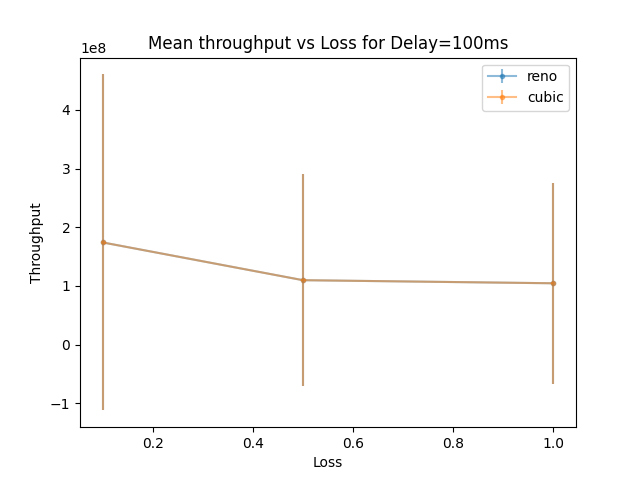 Mean throughput vs Loss for Delay=100ms
1e8
reno
cubic
4
3
2
1
0
−1
Throughput
0.2 0.4 0.6 0.8 1.0
Loss